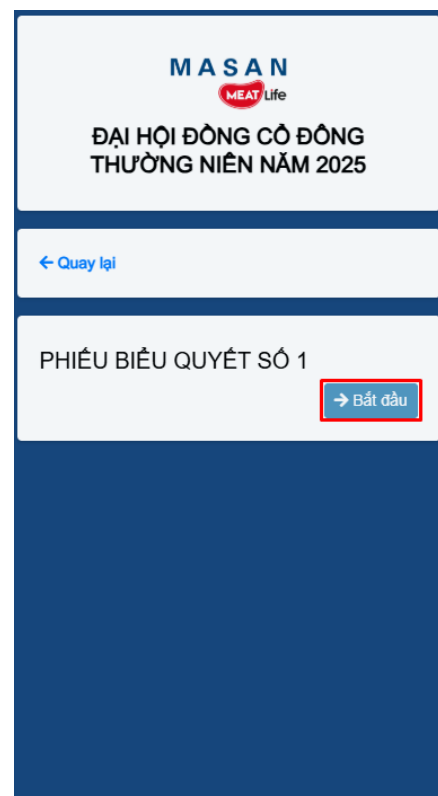 MASAN
MEAT Life
ĐẠI HỘI ĐỒNG CỔ ĐÔNG
THƯỜNG NIÊN NĂM 2025
← Quay lại
PHIẾU BIỂU QUYẾT SỐ 1
→ Bắt đầu